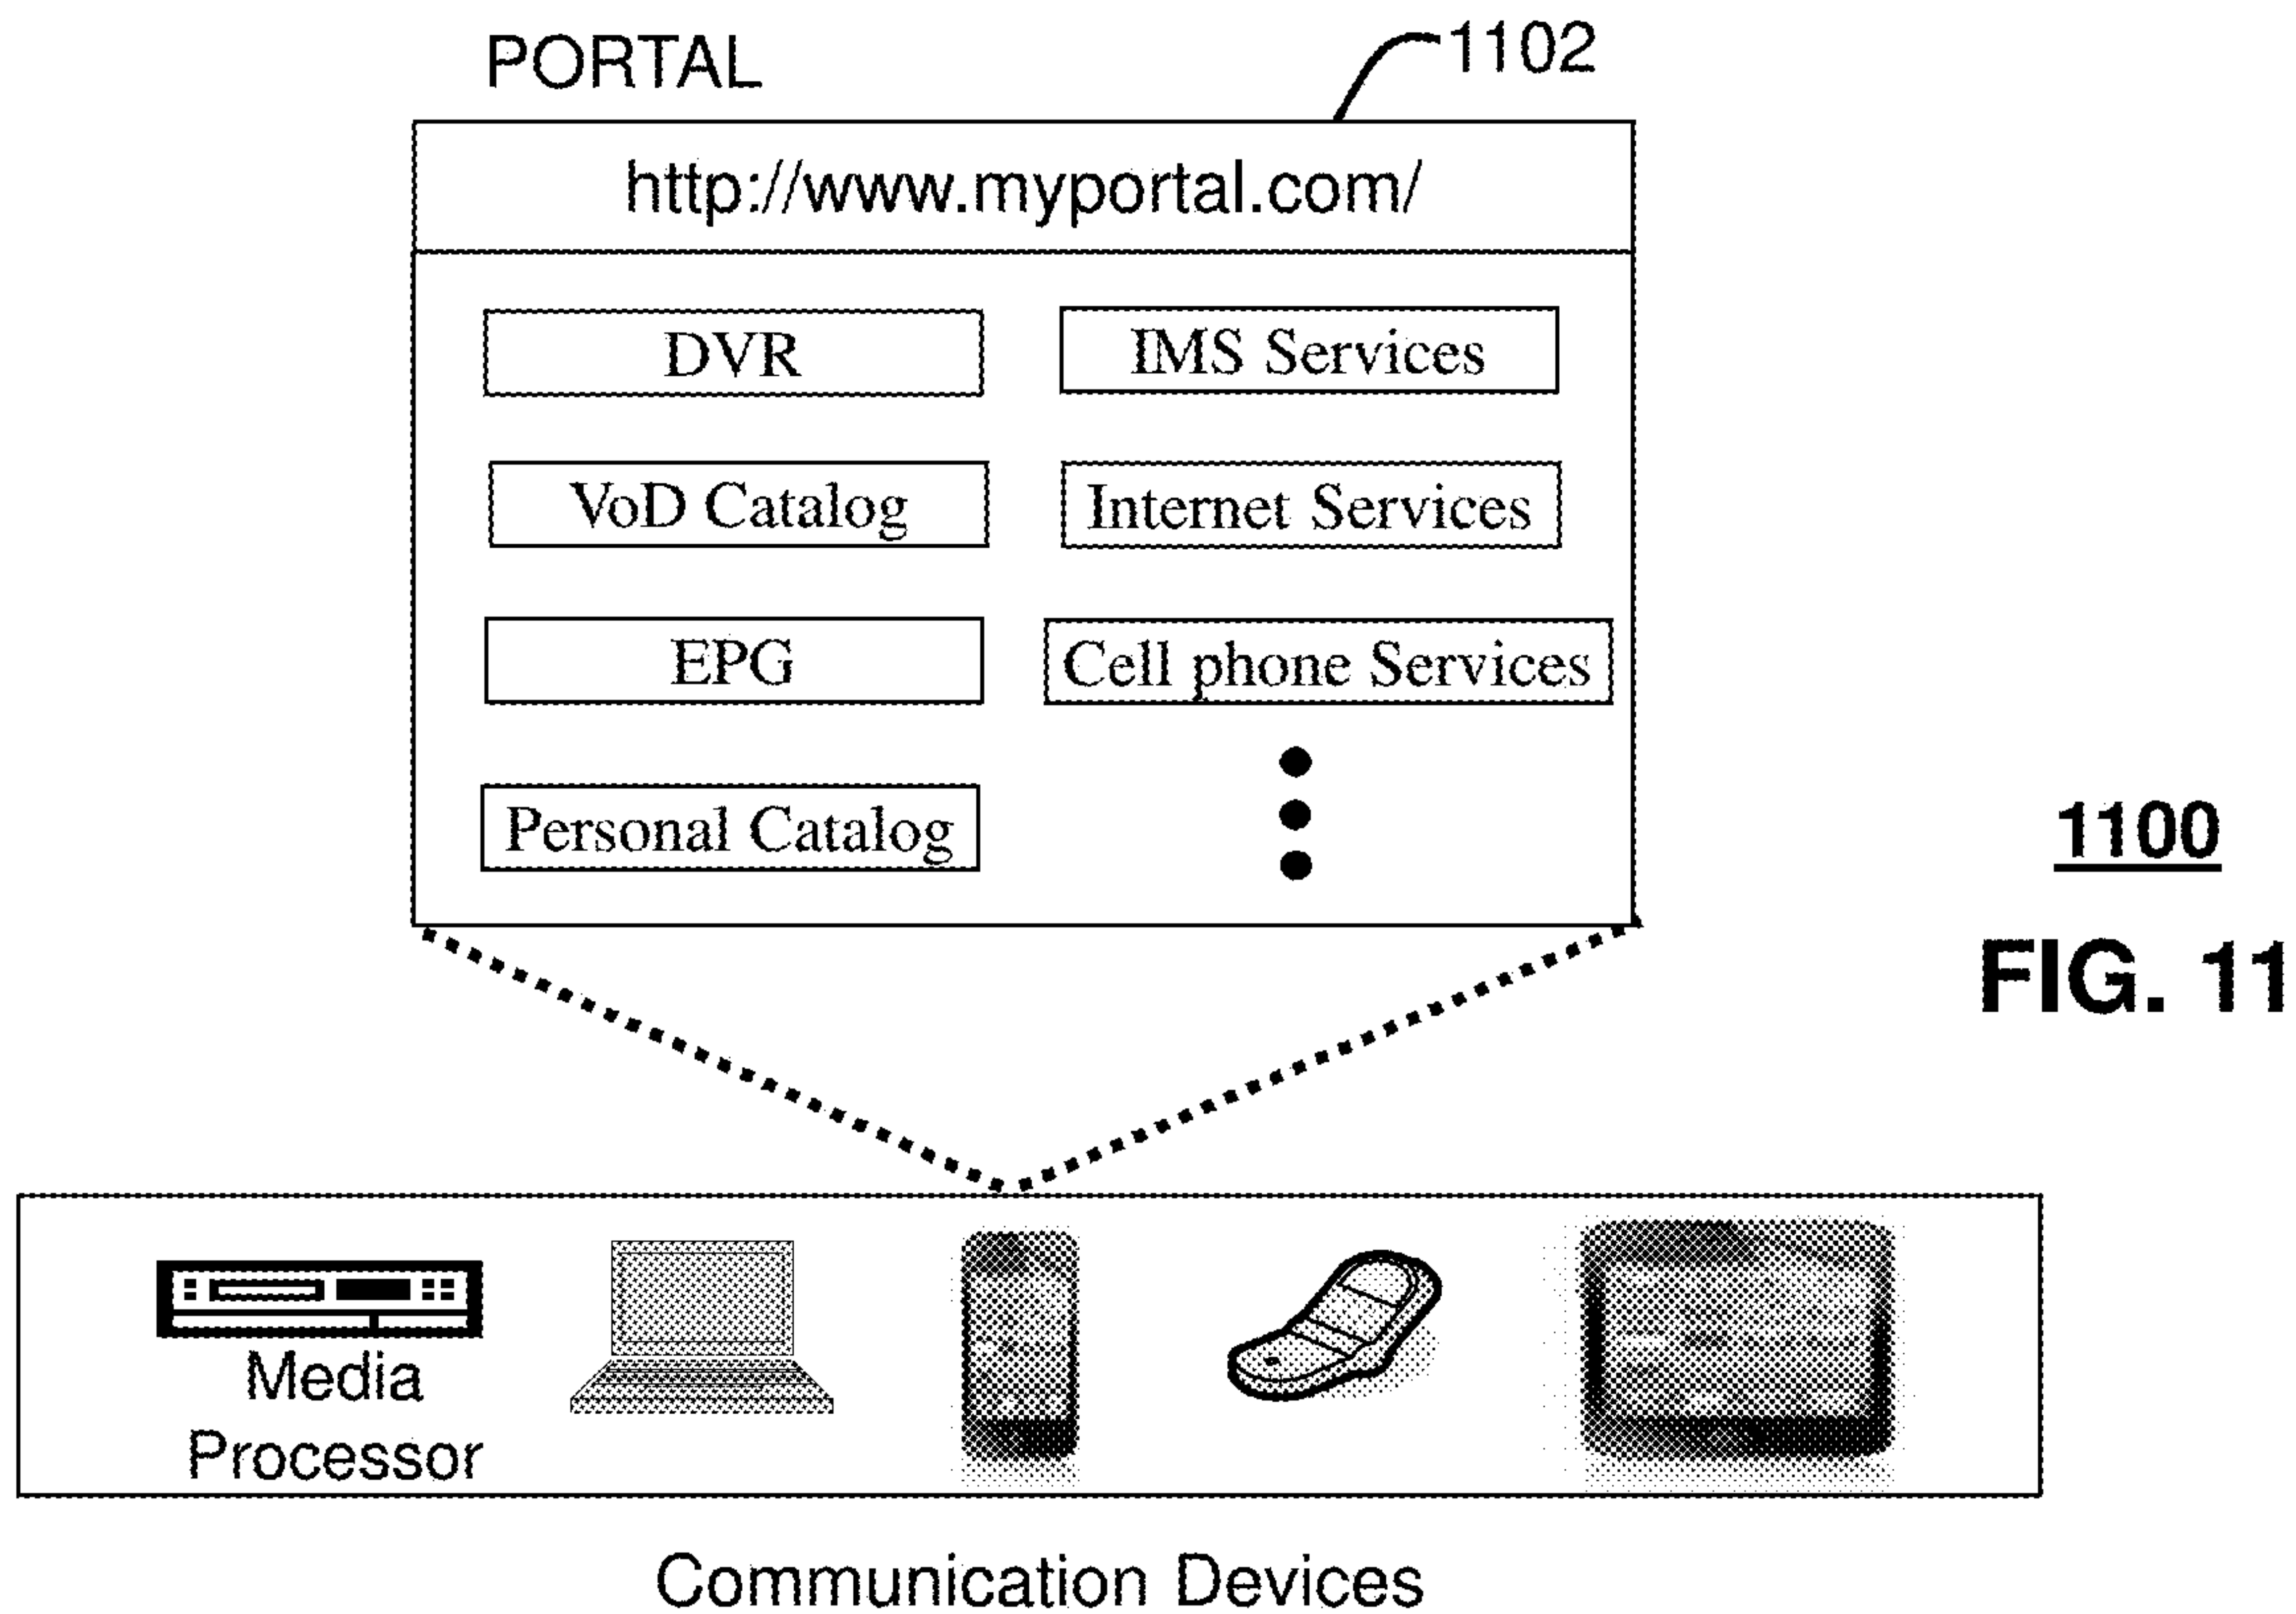 PORTAL
1102
http://www.myportal.com/
DVR
IMS Services
VoD Catalog
Internet Services
EPG
Cell phone Services
Personal Catalog
1100
FIG. 11
Media
Processor
Communication Devices